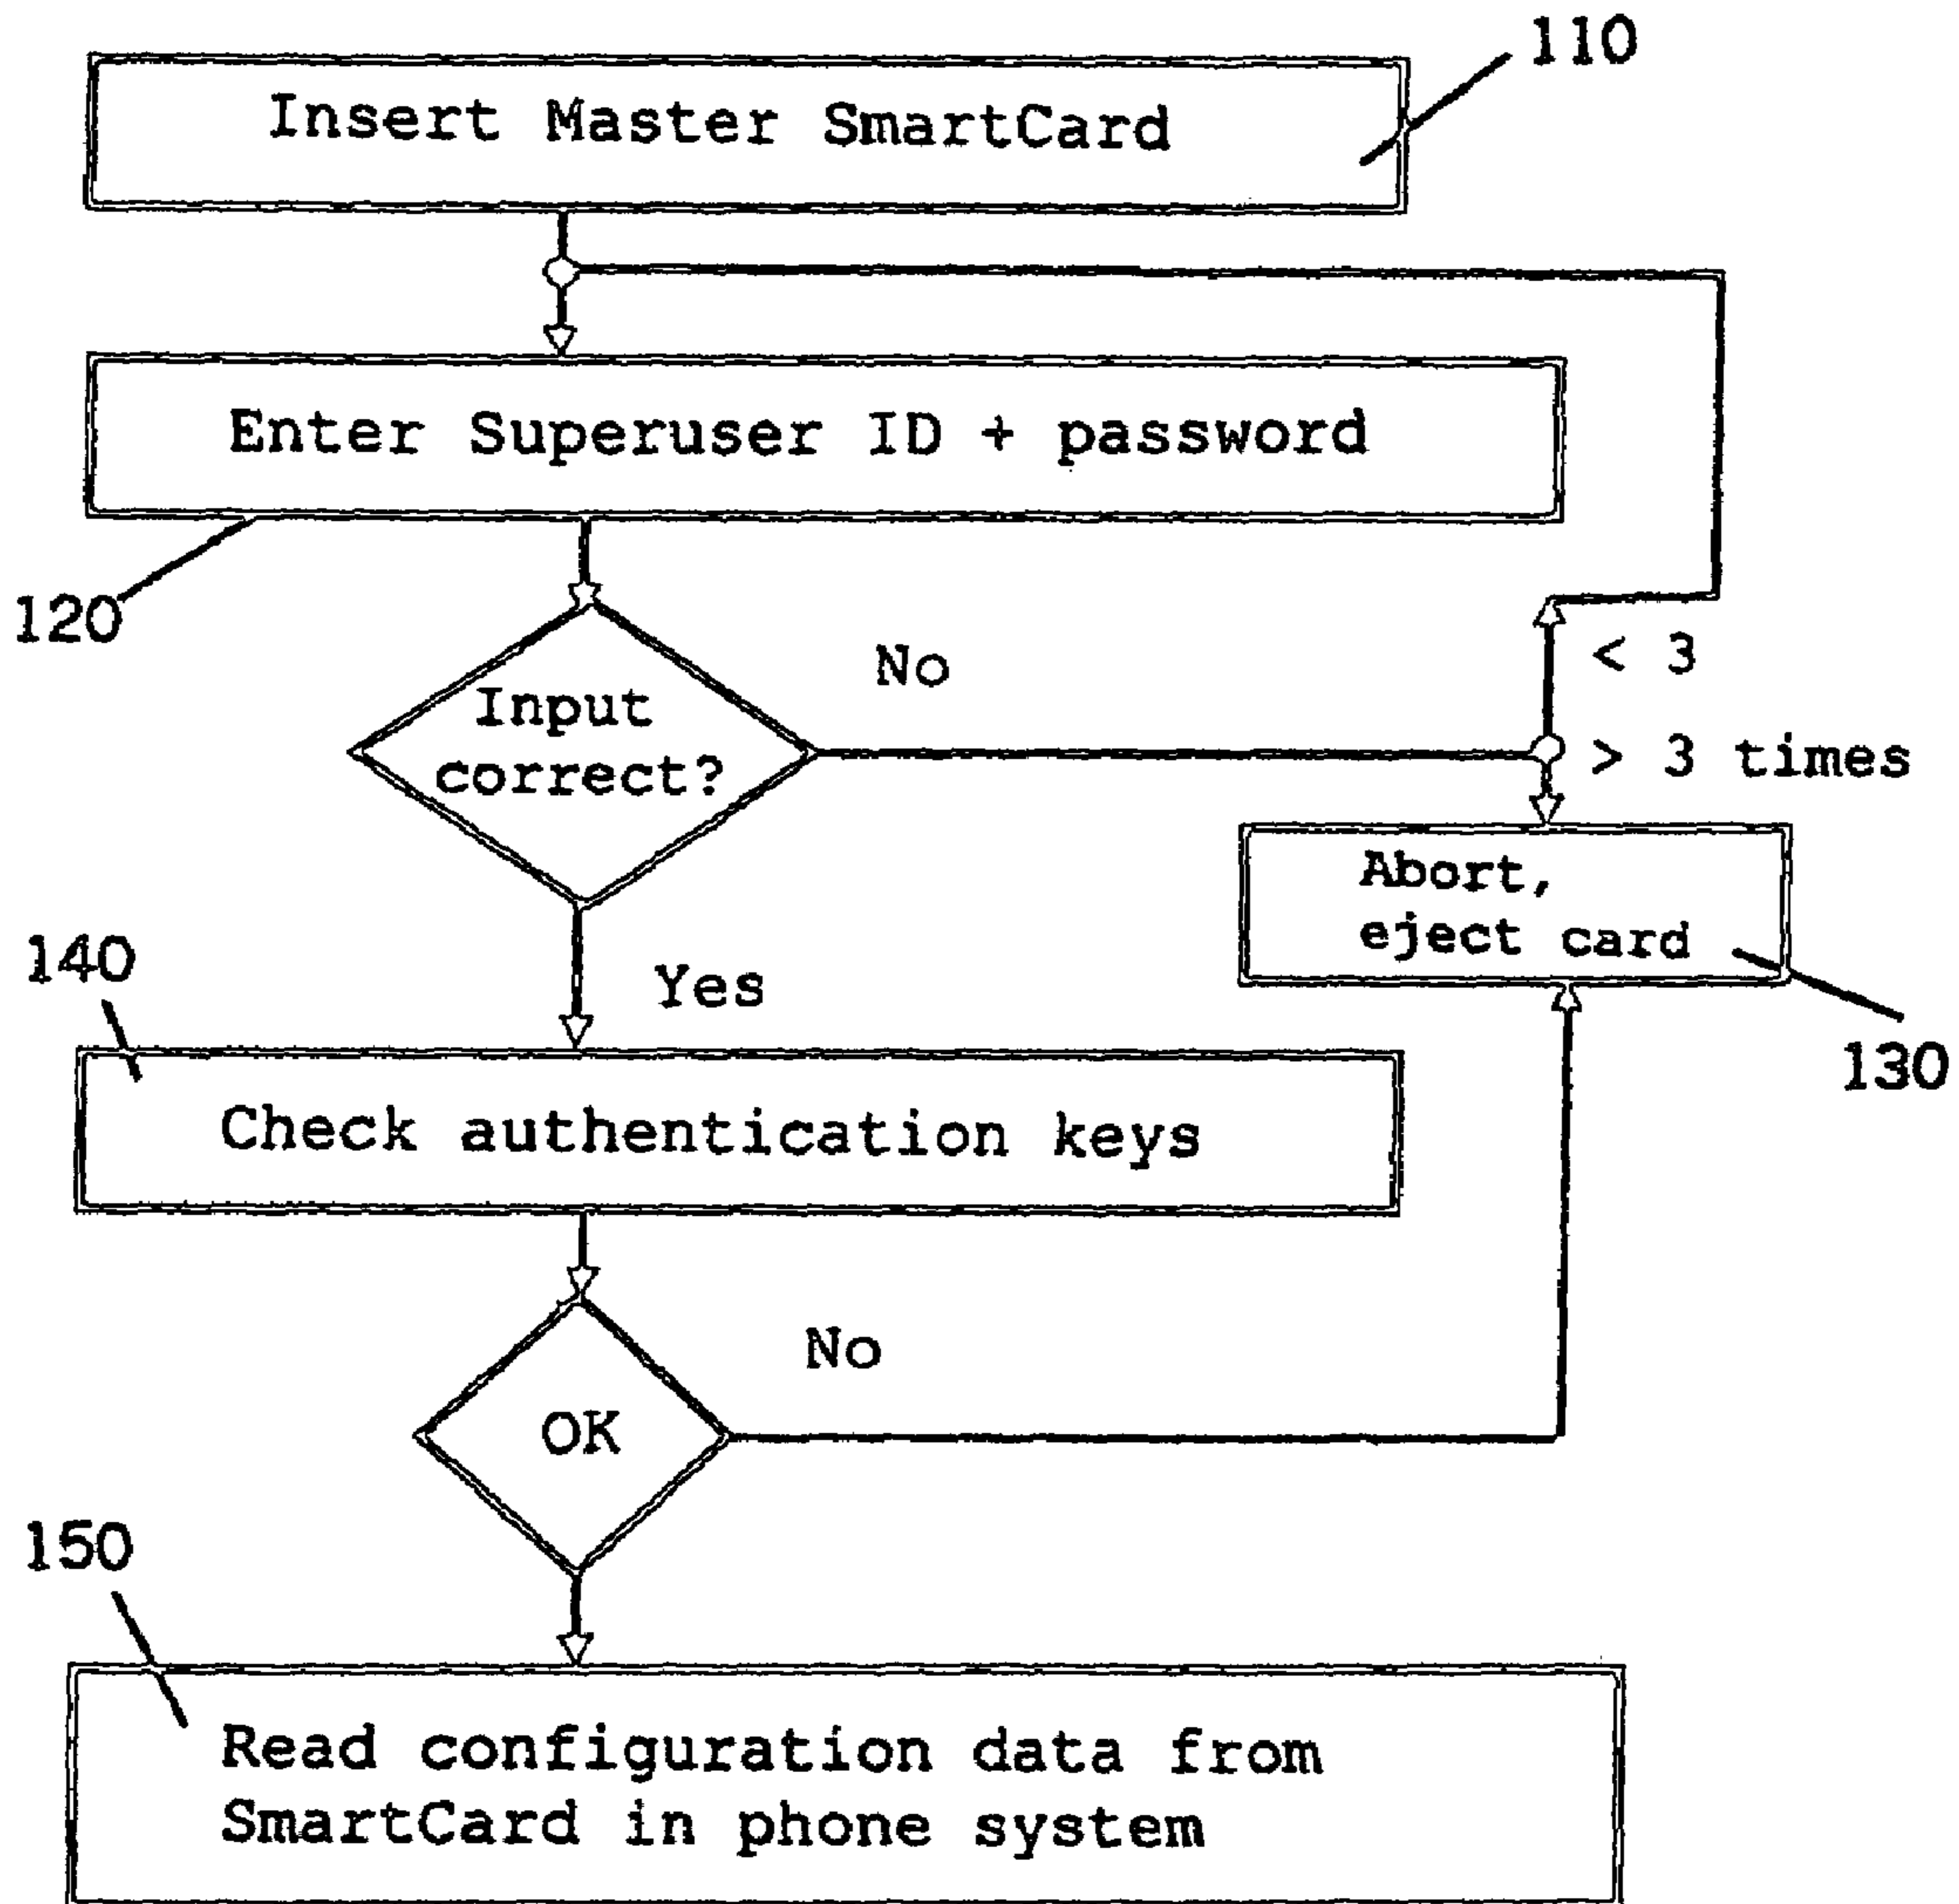 110
Insert Master SmartCard
Enter Superuser ID + password
120
No
< 3
Input
correct?
> 3 times
Abort,
eject card
140
Yes
130
Check authentication keys
No
OK
150
Read configuration data from
SmartCard in phone system